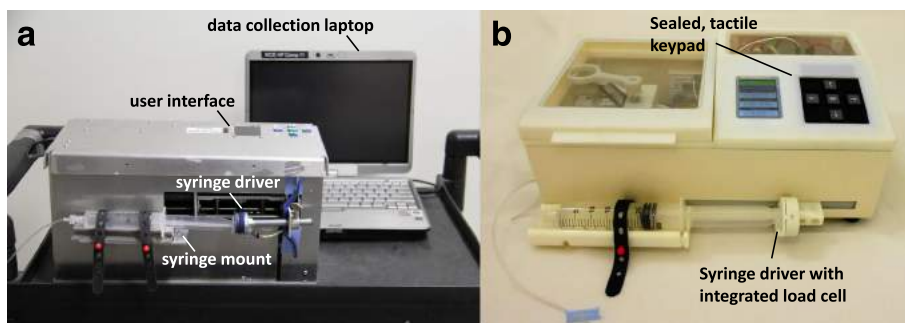 a
data collection laptop
user interface
syringe driver
syringe mount
b
Sealed, tactile
keypad
Syringe driver with
integrated load cell